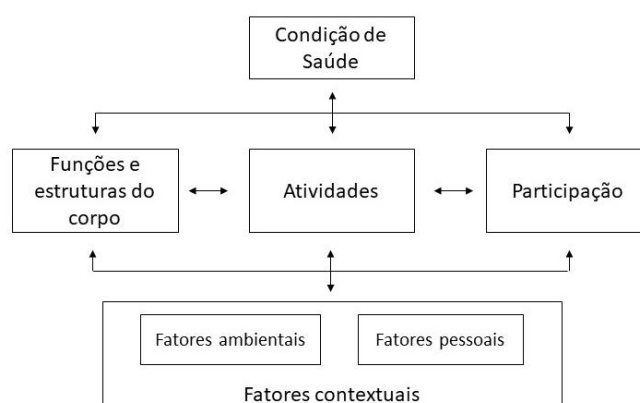 Condição de
Saúde
Funções e
estruturas do
corpo
Atividades
Participação
Fatores ambientais
Fatores pessoais
Fatores contextuais